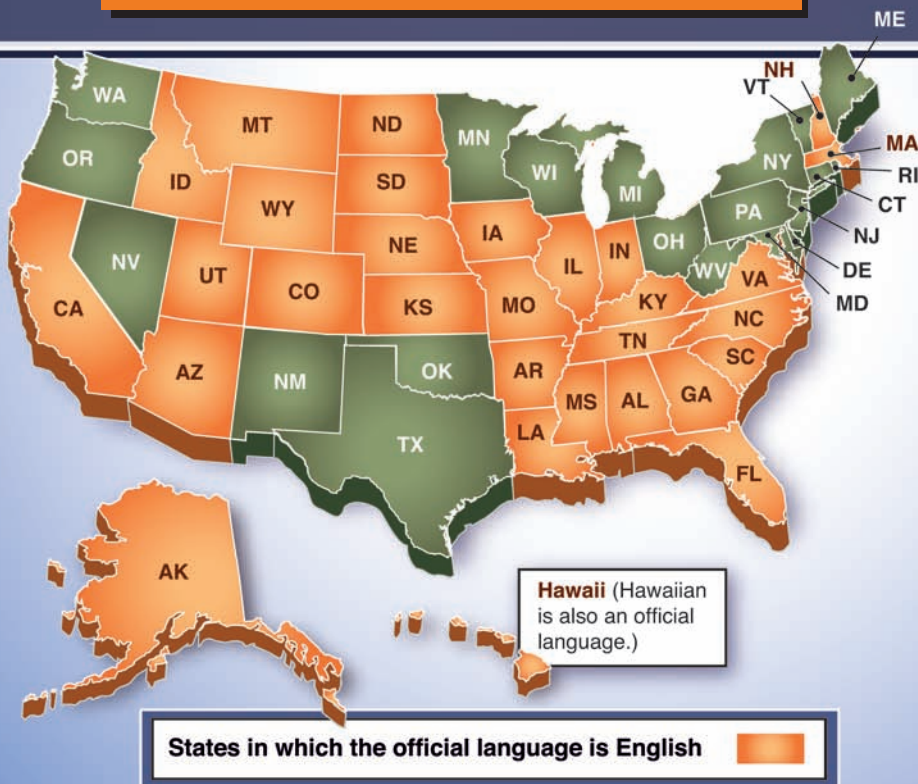 ME
NH
VT
WA
MT
ND
MN
MA
OR
ID
SD
WI
MI
NY
RI
WY
CT
IA
PA
NE
NJ
NV
UT
OH
IN
IL
WV
DE
CO
VA
MD
CA
KS
MO
KY
NC
TN
SC
AZ
NM
OK
AR
MS
AL
GA
LA
TX
FL
AK
Hawaii (Hawaiian
is also an official
language.)
States in which the official language is English